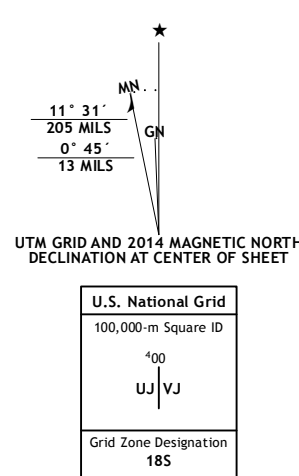 ★
MN
GN
11° 31´
205 MILS
0° 45´
13 MILS
UTM GRID AND 2014 MAGNETIC NORTH
DECLINATION AT CENTER OF SHEET
U.S. National Grid
100,000-m Square ID
⁴00
UJ VJ
Grid Zone Designation
18S